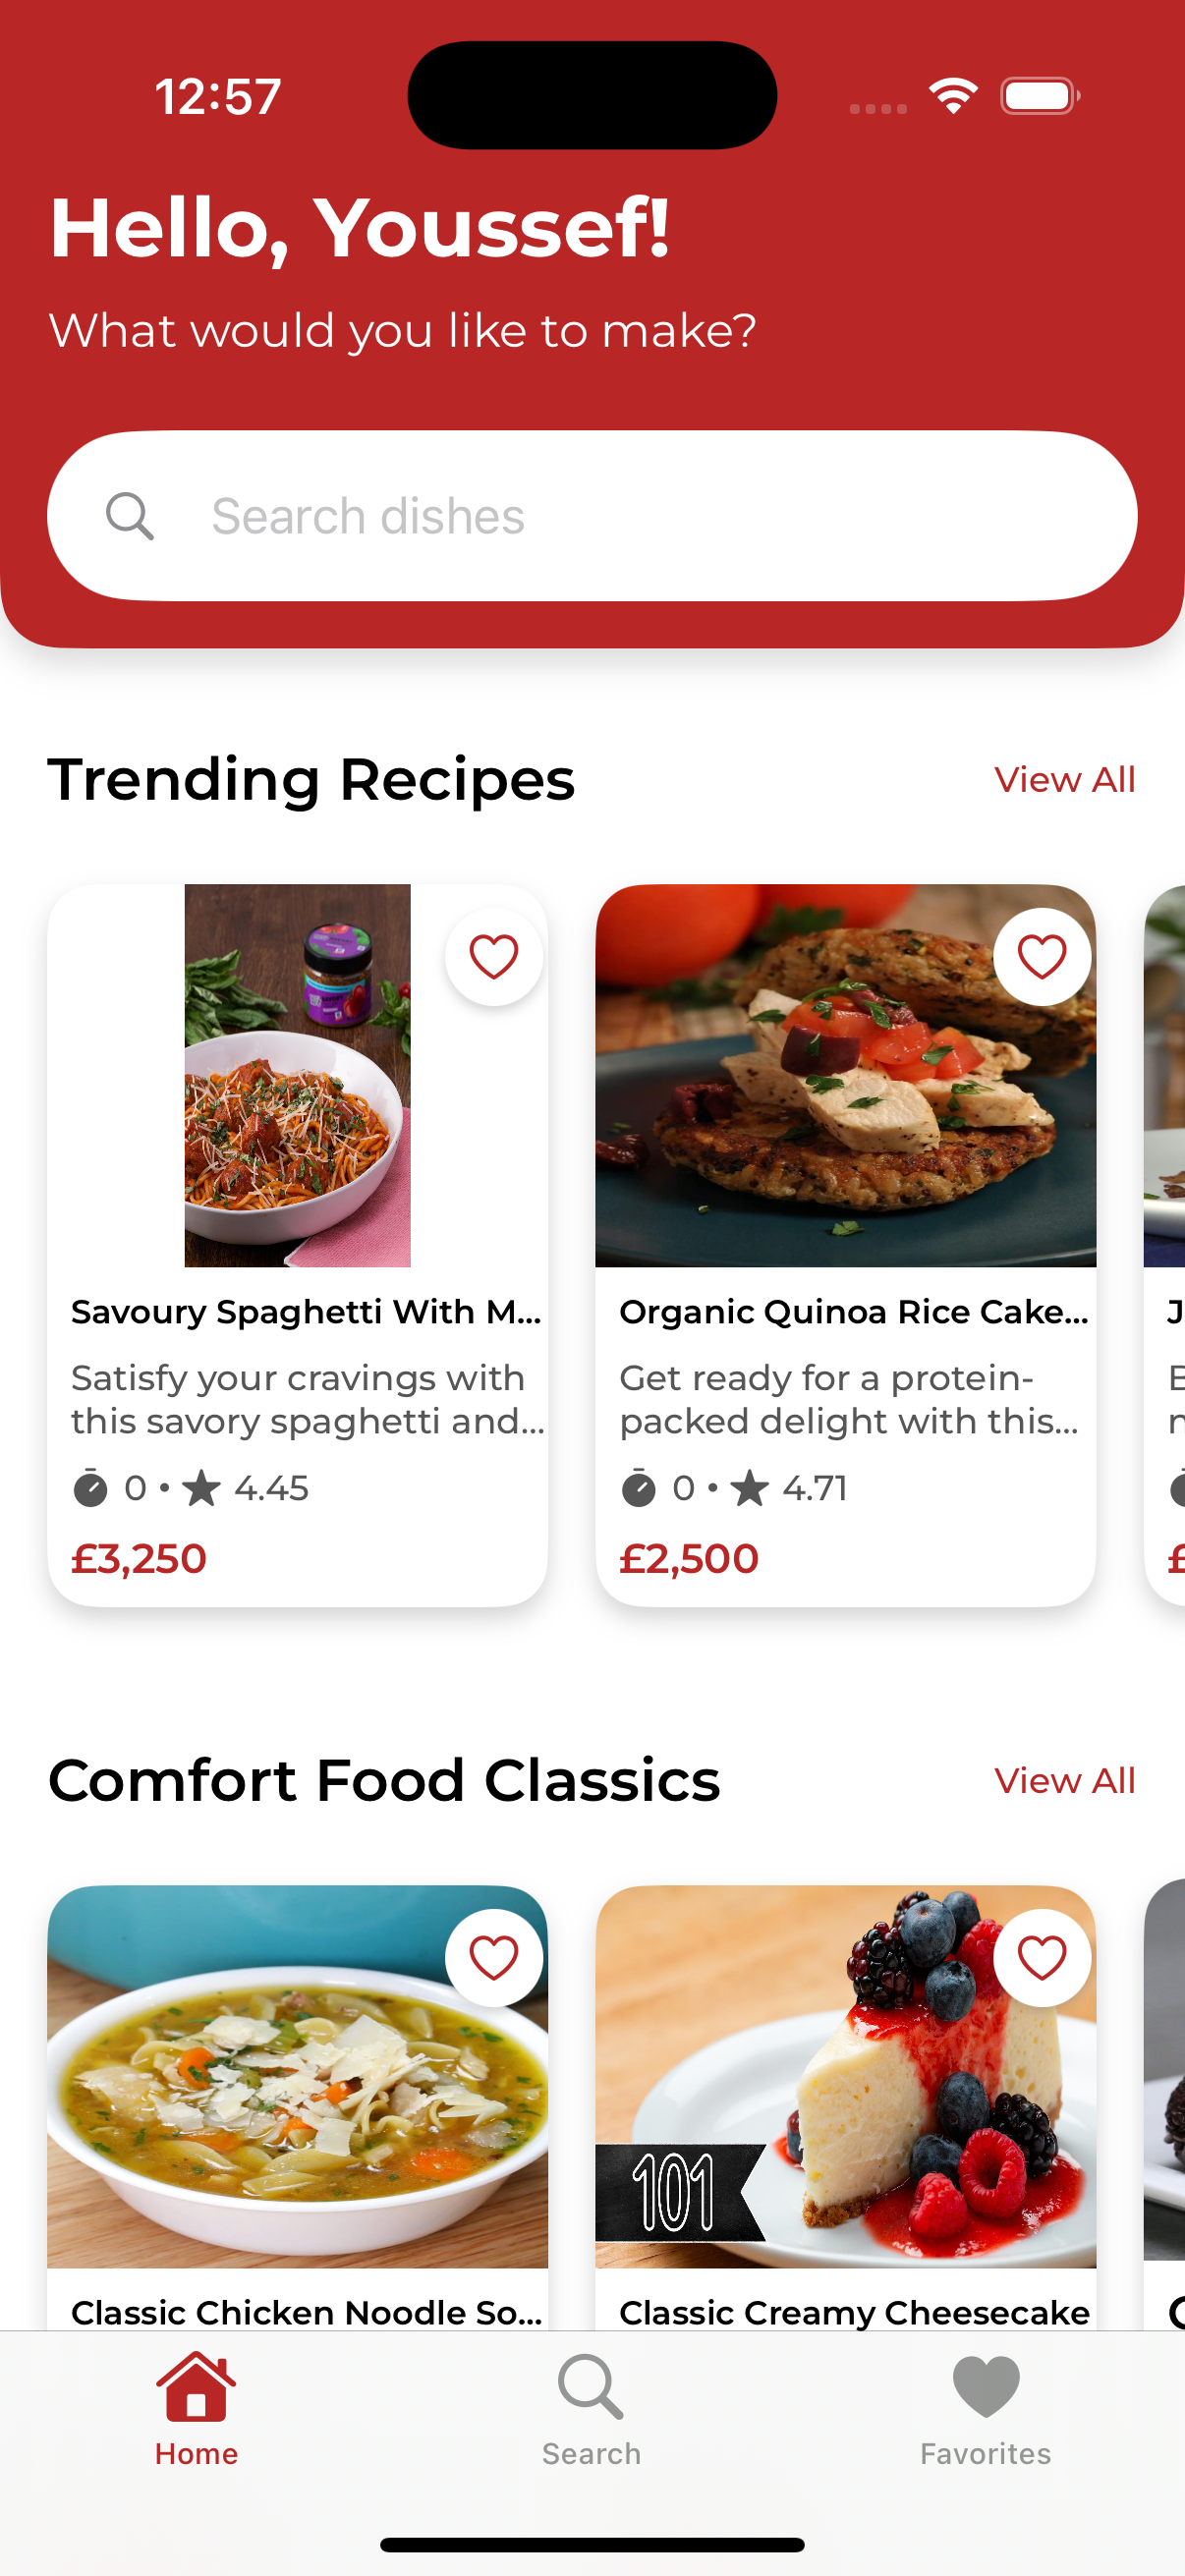 12:57
Hello, Youssef!
What would you like to make?
Search dishes
Trending Recipes
View All
Savoury Spaghetti With M...
Satisfy your cravings with
this savory spaghetti and...
0 • ★ 4.45
£3,250
Organic Quinoa Rice Cake...
Get ready for a protein-
packed delight with this...
0 • ★ 4.71
£2,500
Comfort Food Classics
View All
101
Classic Chicken Noodle So...
Classic Creamy Cheesecake
Home
Search
Favorites